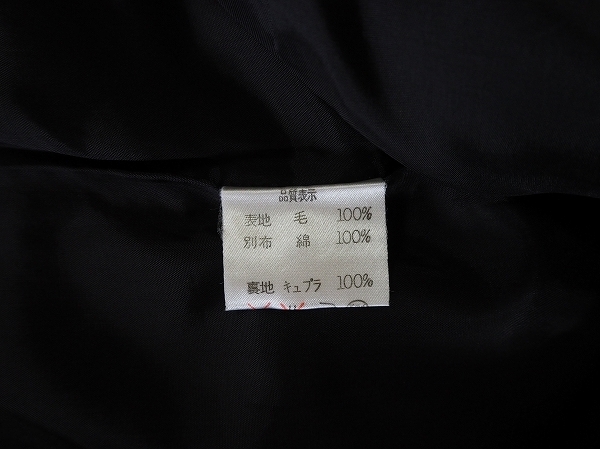 品質表示
表地 毛 100%
別布 綿 100%
裏地 キュプラ 100%